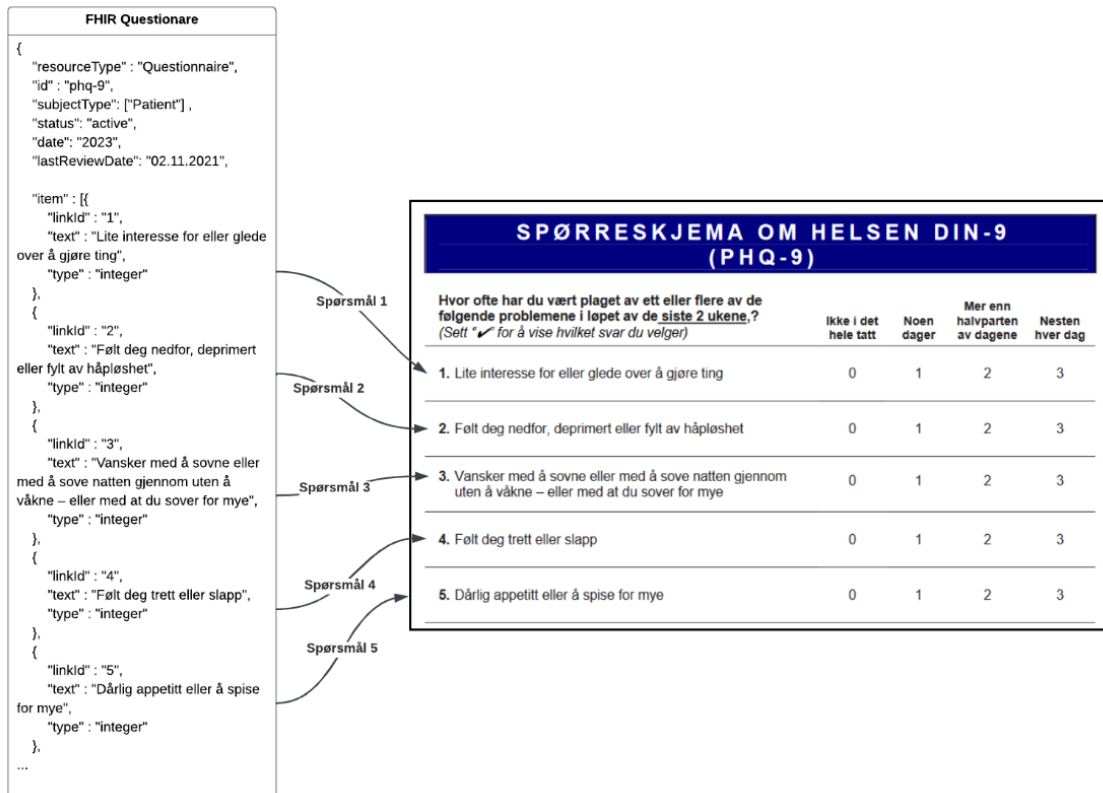 FHIR Questionare
{
"resourceType" : "Questionnaire",
"id" : "phq-9",
"subjectType": ["Patient"] ,
"status": "active",
"date": "2023",
"lastReviewDate": "02.11.2021",
"item" : [{
"linkId" : "1",
"text" : "Lite interesse for eller glede
over å gjøre ting",
"type" : "integer"
},
{
"linkId" : "2",
"text" : "Følt deg nedfor, deprimert
eller fylt av håpløshet",
"type" : "integer"
},
{
"linkId" : "3",
"text" : "Vansker med å sovne eller
med å sove natten gjennom uten å
våkne – eller med at du sover for mye",
"type" : "integer"
},
{
"linkId" : "4",
"text" : "Følt deg trett eller slapp",
"type" : "integer"
},
{
"linkId" : "5",
"text" : "Dårlig appetitt eller å spise
for mye",
"type" : "integer"
},
...
Spørsmål 1
Spørsmål 2
Spørsmål 3
Spørsmål 4
Spørsmål 5
SPØRRESKJEMA OM HELSEN DIN-9
(PHQ-9)
Hvor ofte har du vært plaget av ett eller flere av de
følgende problemene i løpet av de siste 2 ukene,?
(Sett "✔" for å vise hvilket svar du velger)
Ikke i det
hele tatt
Noen
dager
Mer enn
halvparten
av dagene
Nesten
hver dag
1. Lite interesse for eller glede over å gjøre ting 0 1 2 3
2. Følt deg nedfor, deprimert eller fylt av håpløshet 0 1 2 3
3. Vansker med å sovne eller med å sove natten gjennom
uten å våkne – eller med at du sover for mye 0 1 2 3
4. Følt deg trett eller slapp 0 1 2 3
5. Dårlig appetitt eller å spise for mye 0 1 2 3